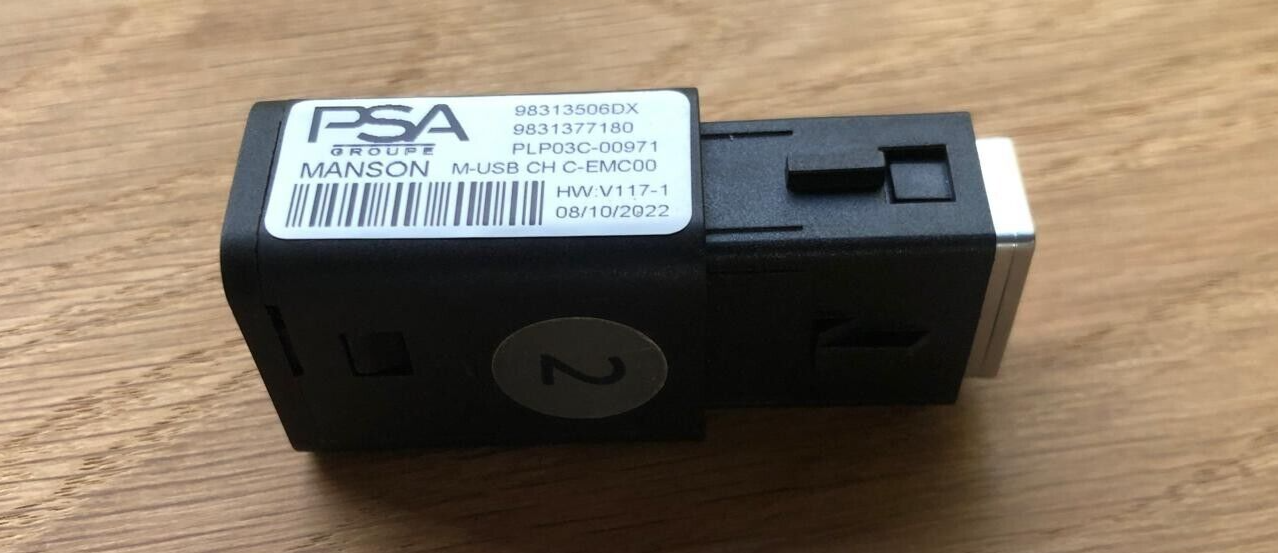 PSA
GROUPE
98313506DX
9831377180
PLP03C-00971
MANSON M-USB CH C-EMC00
HW:V117-1
08/10/2022
2